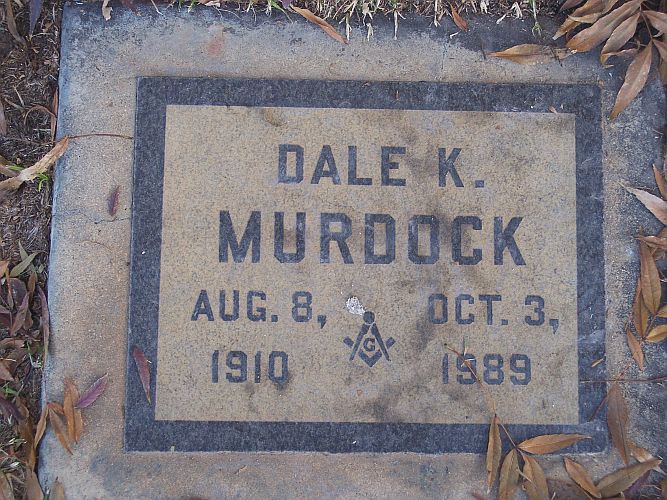 DALE K.
MURDOCK
AUG. 8, OCT. 3,
1910 G 1989